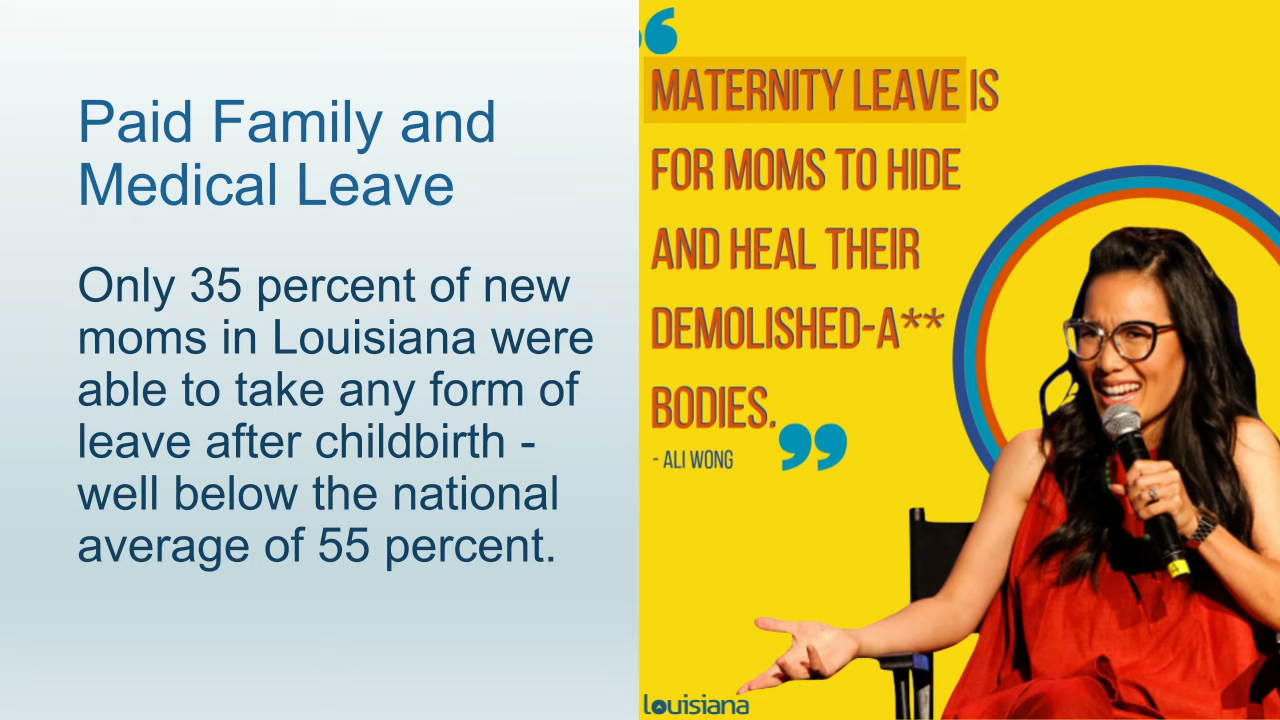 Paid Family and
Medical Leave
Only 35 percent of new
moms in Louisiana were
able to take any form of
leave after childbirth -
well below the national
average of 55 percent.
“
MATERNITY LEAVE IS
FOR MOMS TO HIDE
AND HEAL THEIR
DEMOLISHED-A**
BODIES.”
- ALI WONG
4
louisiana